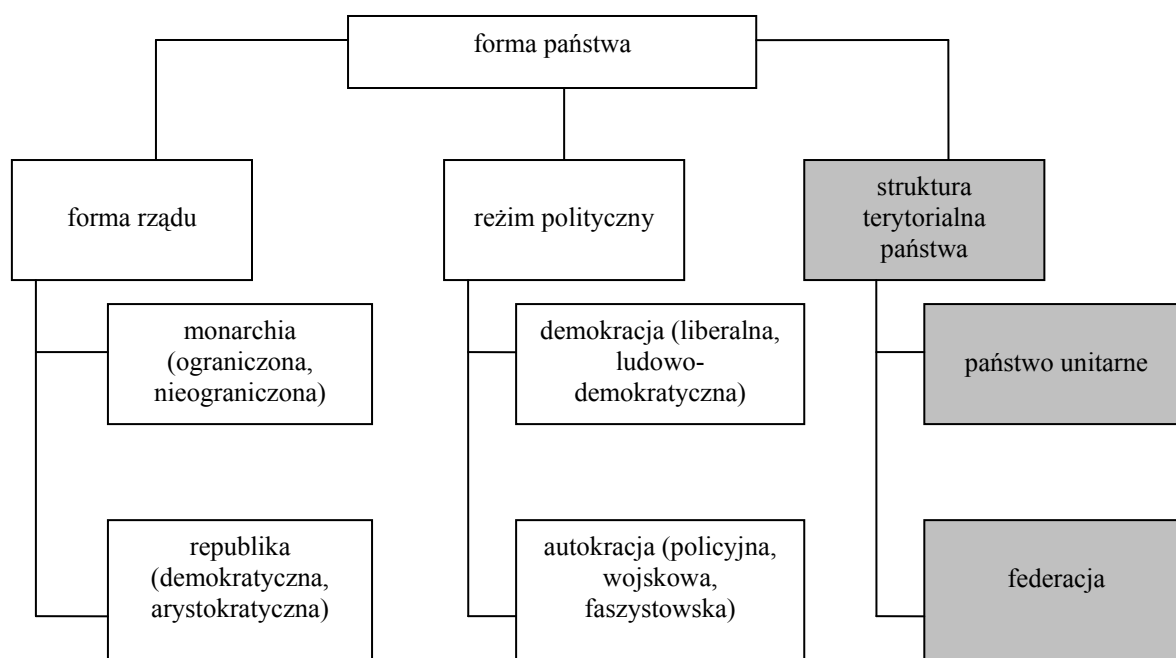 forma państwa
forma rządu
reżim polityczny
struktura
terytorialna
państwa
monarchia
(ograniczona,
nieograniczona)
demokracja (liberalna,
ludowo-
demokratyczna)
państwo unitarne
republika
(demokratyczna,
arystokratyczna)
autokracja (policyjna,
wojskowa,
faszystowska)
federacja